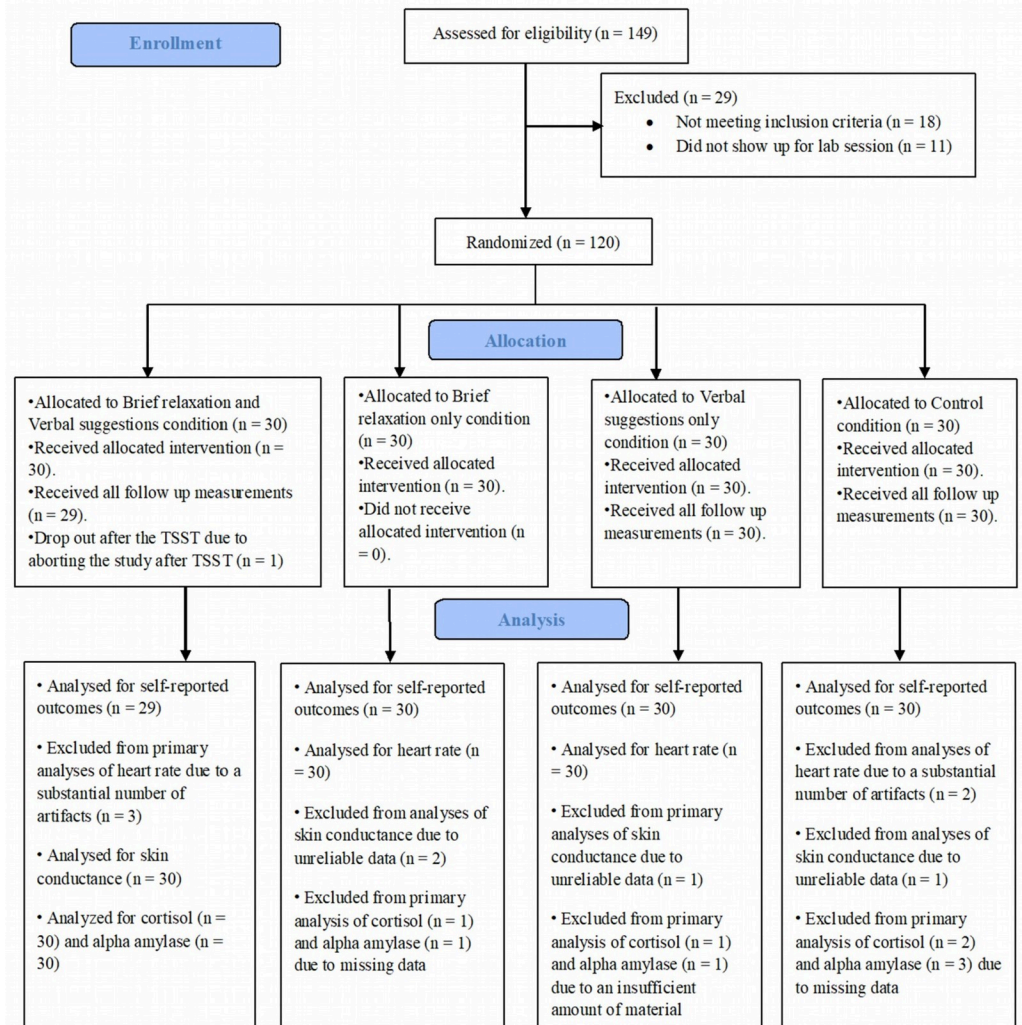 Enrollment
Assessed for eligibility (n = 149)
Excluded (n = 29)
• Not meeting inclusion criteria (n = 18)
• Did not show up for lab session (n = 11)
Randomized (n = 120)
Allocation
•Allocated to Brief relaxation and
Verbal suggestions condition (n = 30)
•Received allocated intervention (n =
30).
•Received all follow up measurements
(n = 29).
•Drop out after the TSST due to
aborting the study after TSST (n = 1)
•Allocated to Brief
relaxation only condition
(n = 30)
•Received allocated
intervention (n = 30).
•Did not receive
allocated intervention (n
= 0).
•Allocated to Verbal
suggestions only
condition (n = 30)
•Received allocated
intervention (n = 30).
•Received all follow up
measurements (n = 30).
•Allocated to Control
condition (n = 30)
•Received allocated
intervention (n = 30).
•Received all follow up
measurements (n = 30).
Analysis
• Analysed for self-reported
outcomes (n = 29)
• Excluded from primary
analyses of heart rate due to a
substantial number of
artifacts (n = 3)
• Analysed for skin
conductance (n = 30)
• Analyzed for cortisol (n =
30) and alpha amylase (n =
30)
• Analysed for self-reported
outcomes (n = 30)
• Analysed for heart rate (n
= 30)
• Excluded from analyses of
skin conductance due to
unreliable data (n = 2)
• Excluded from primary
analysis of cortisol (n = 1)
and alpha amylase (n = 1)
due to missing data
• Analysed for self-reported
outcomes (n = 30)
• Analysed for heart rate (n
= 30)
• Excluded from primary
analyses of skin
conductance due to
unreliable data (n = 1)
• Excluded from primary
analysis of cortisol (n = 1)
and alpha amylase (n = 1)
due to an insufficient
amount of material
• Analysed for self-reported
outcomes (n = 30)
• Excluded from analyses of
heart rate due to a substantial
number of artifacts (n = 2)
• Excluded from analyses of
skin conductance due to
unreliable data (n = 1)
• Excluded from primary
analysis of cortisol (n = 2)
and alpha amylase (n = 3) due
to missing data